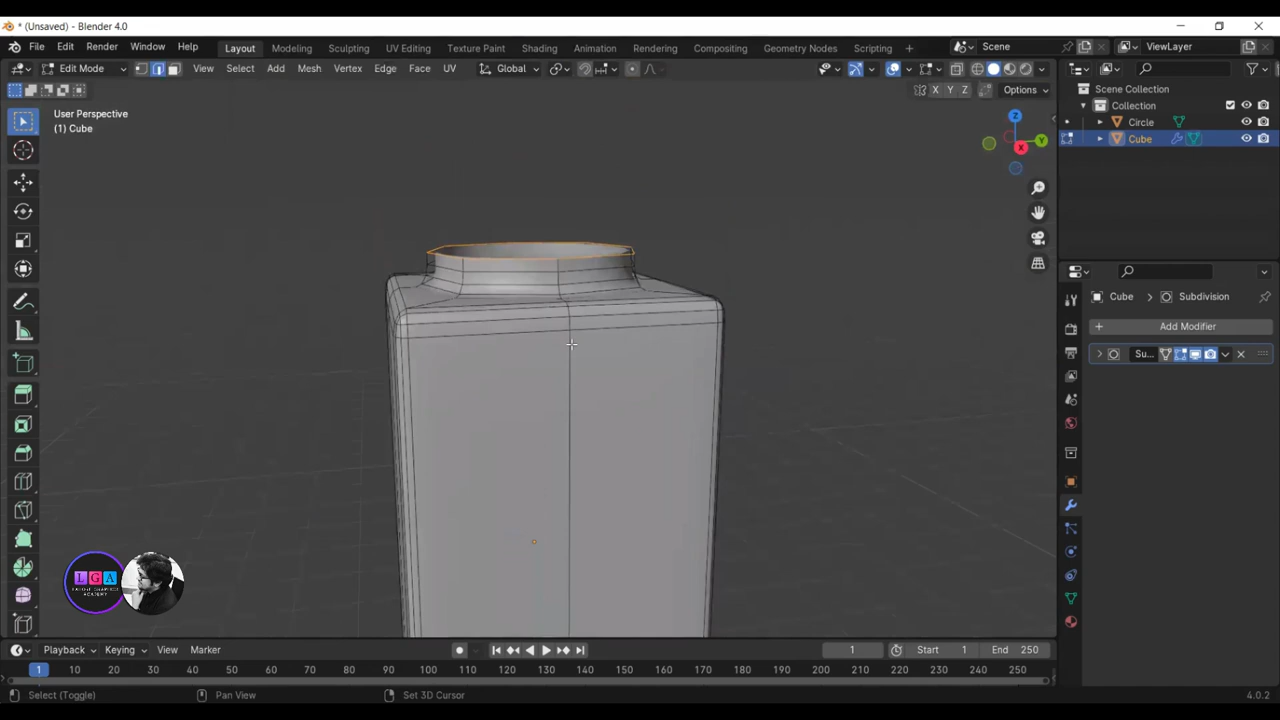 * (Unsaved) - Blender 4.0
File Edit Render Window Help Layout Modeling Sculpting UV Editing Texture Paint Shading Animation Rendering Compositing Geometry Nodes Scripting + Scene ViewLayer
Edit Mode View Select Add Mesh Vertex Edge Face UV Global
X Y Z Options
User Perspective
(1) Cube
Z
Y
X
Scene Collection
Collection
Circle
Cube
Cube > Subdivision
+ Add Modifier
Su...
LGA
Playback Keying View Marker 1 Start 1 End 250
1 10 20 30 40 50 60 70 80 90 100 110 120 130 140 150 160 170 180 190 200 210 220 230 240 250
Select (Toggle) Pan View Set 3D Cursor 4.0.2